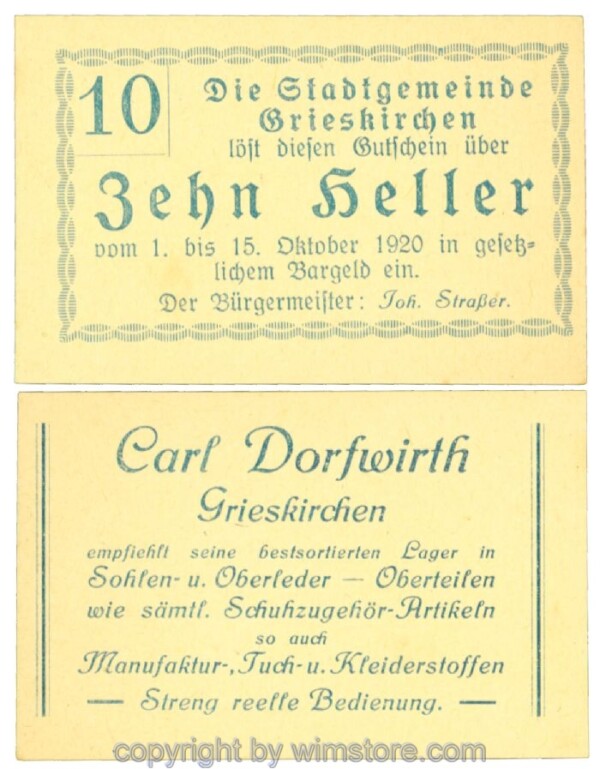 10
Die Stadtgemeinde
Grieskirchen
löst diesen Gutschein über
Zehn Heller
vom 1. bis 15. Oktober 1920 in gesetz=
lichem Bargeld ein.
Der Bürgermeister: Joh. Straßer.
Carl Dorfwirth
Grieskirchen
empfiehlt seine bestsortierten Lager in
Sohlen- u. Oberleder — Oberteilen
wie sämtl. Schuhzugehör-Artikeln
so auch
Manufaktur-, Tuch- u. Kleiderstoffen
— Streng reelle Bedienung. —
copyright by wimstore.com